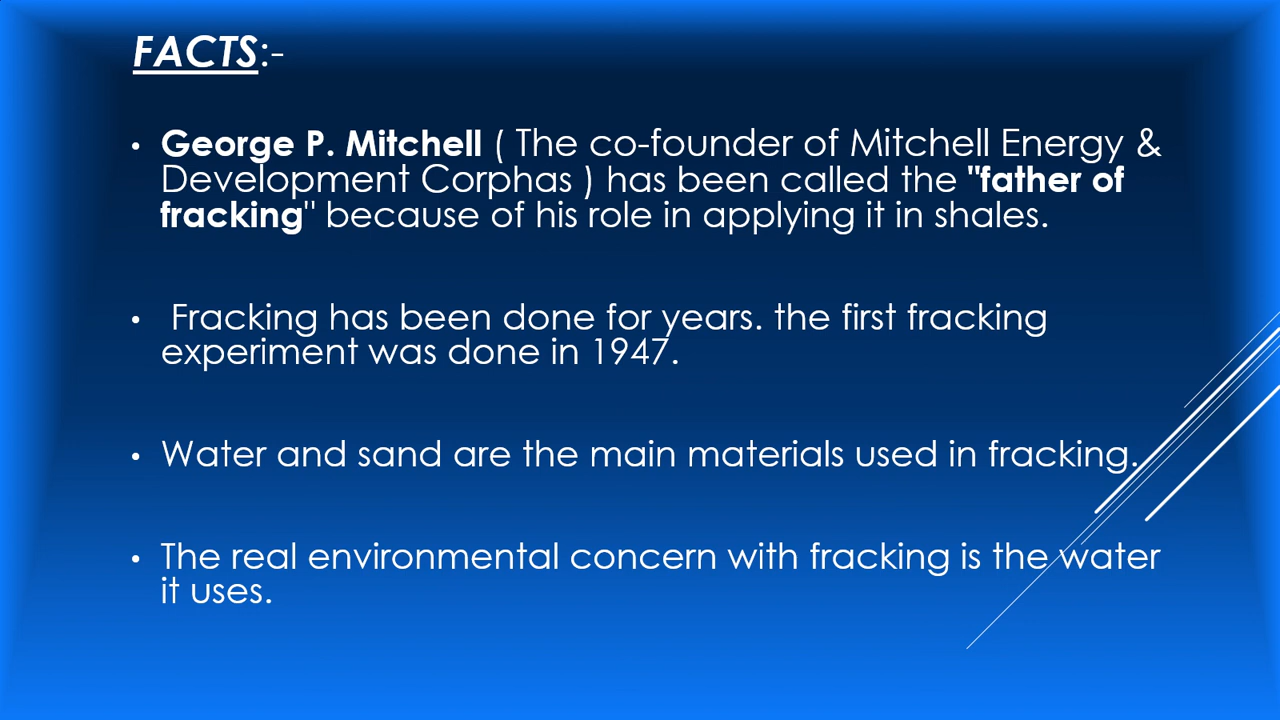 FACTS:-
• George P. Mitchell ( The co-founder of Mitchell Energy &
Development Corphas ) has been called the "father of
fracking" because of his role in applying it in shales.
• Fracking has been done for years. the first fracking
experiment was done in 1947.
• Water and sand are the main materials used in fracking.
• The real environmental concern with fracking is the water
it uses.